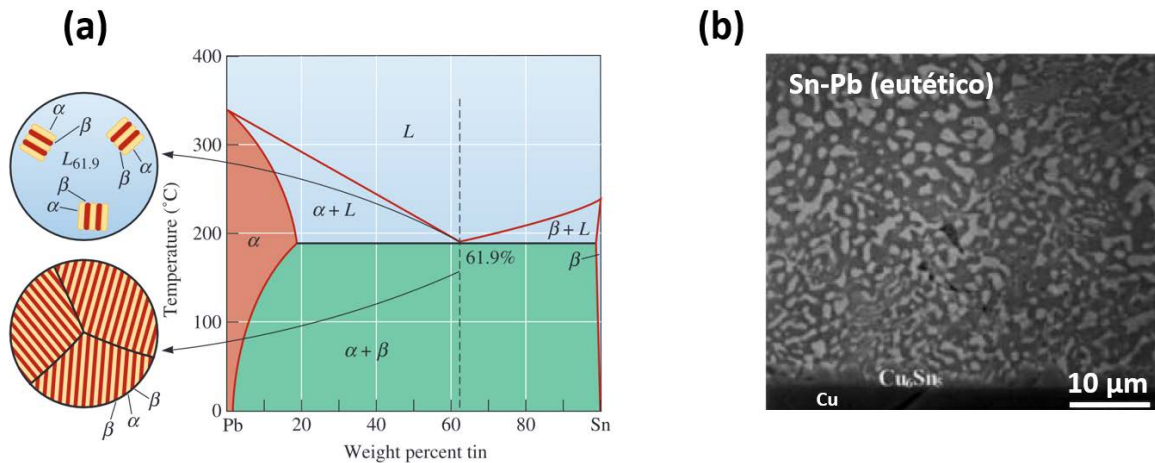 (a)
400
300
200
100
0
Temperature (°C)
Pb
20
40
60
80
Sn
Weight percent tin
L
α + L
α
β + L
β
61.9%
α + β
α
β
L61.9
β
α
β
α
β
α
β
(b)
Sn-Pb (eutético)
Cu6Sn5
Cu
10 µm